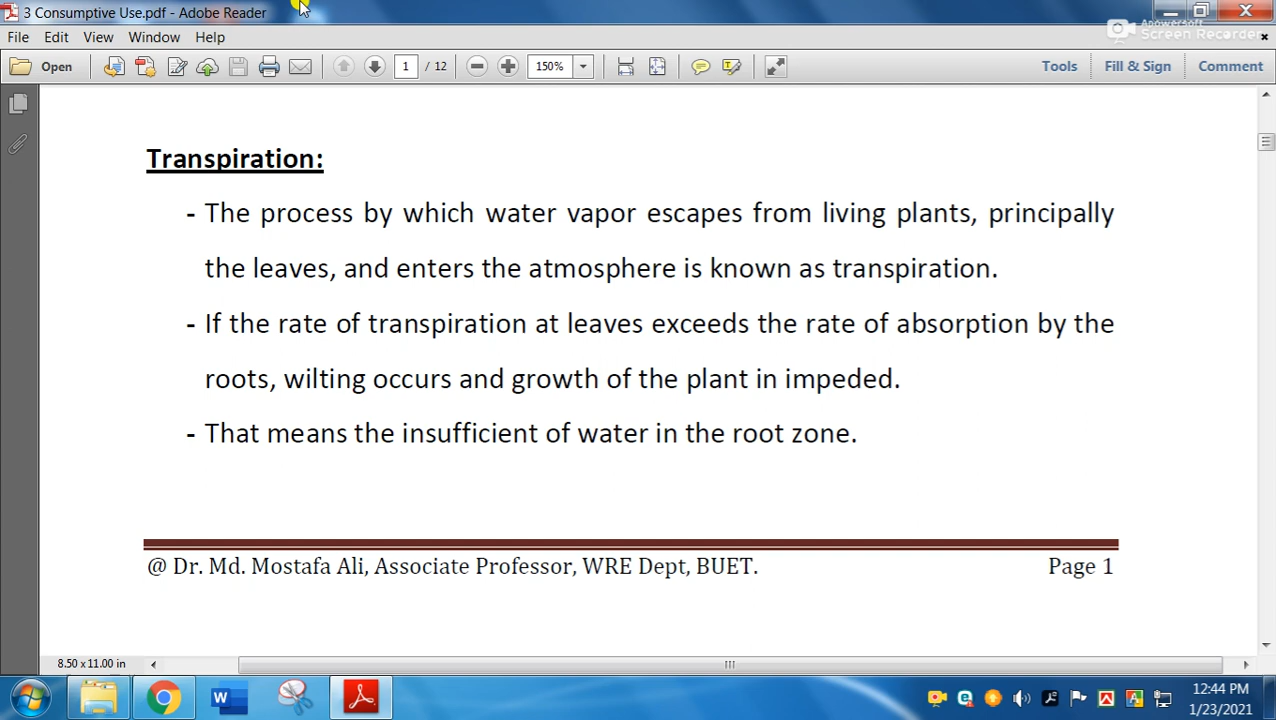 3 Consumptive Use.pdf - Adobe Reader
Apowersoft
Screen Recorder
File Edit View Window Help
Open 1 / 12 150% Tools Fill & Sign Comment
Transpiration:
- The process by which water vapor escapes from living plants, principally
the leaves, and enters the atmosphere is known as transpiration.
- If the rate of transpiration at leaves exceeds the rate of absorption by the
roots, wilting occurs and growth of the plant in impeded.
- That means the insufficient of water in the root zone.
@ Dr. Md. Mostafa Ali, Associate Professor, WRE Dept, BUET. Page 1
8.50 x 11.00 in
12:44 PM
1/23/2021